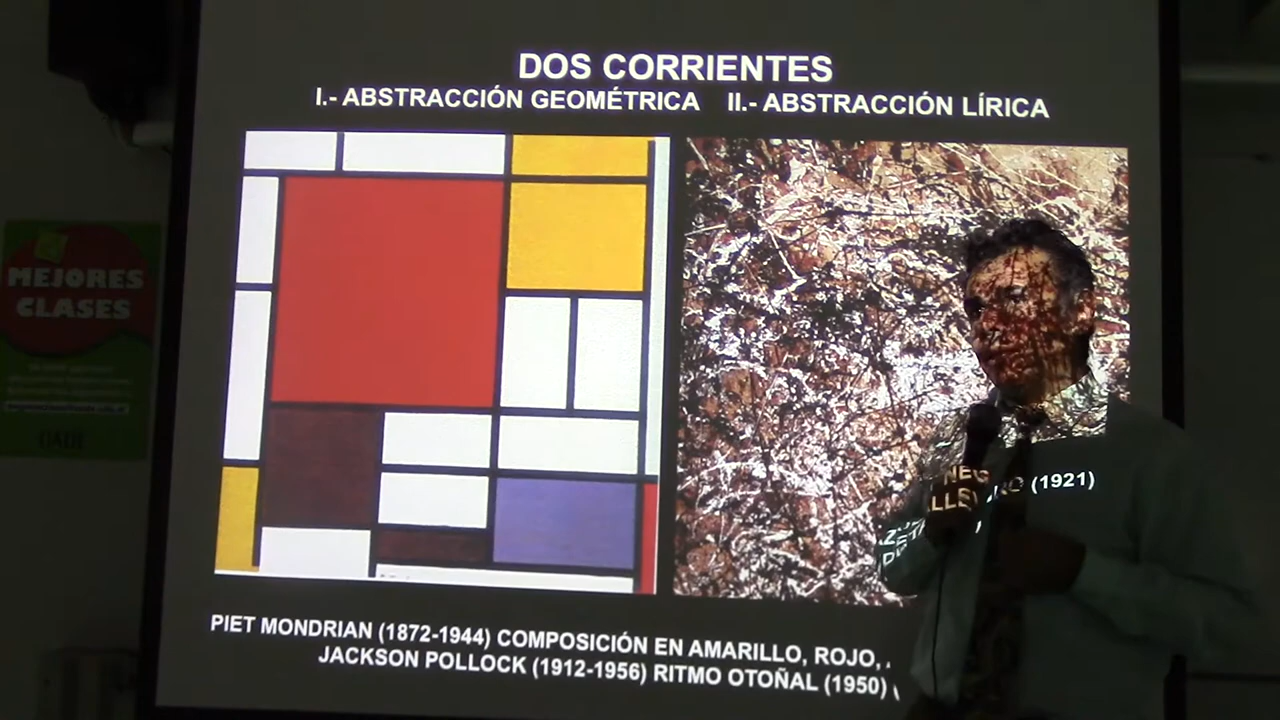 DOS CORRIENTES
I.- ABSTRACCIÓN GEOMÉTRICA II.- ABSTRACCIÓN LÍRICA
MEJORES
CLASES
PIET MONDRIAN (1872-1944) COMPOSICIÓN EN AMARILLO, ROJO,
(1921)
JACKSON POLLOCK (1912-1956) RITMO OTOÑAL (1950)